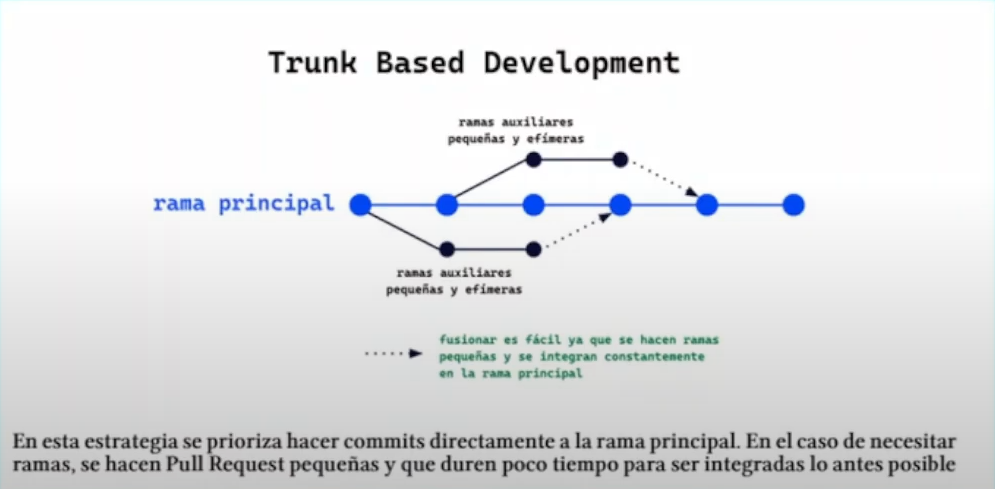 Trunk Based Development
ramas auxiliares
pequeñas y efímeras
rama principal
ramas auxiliares
pequeñas y efímeras
fusionar es fácil ya que se hacen ramas
pequeñas y se integran constantemente
en la rama principal
En esta estrategia se prioriza hacer commits directamente a la rama principal. En el caso de necesitar
ramas, se hacen Pull Request pequeñas y que duren poco tiempo para ser integradas lo antes posible